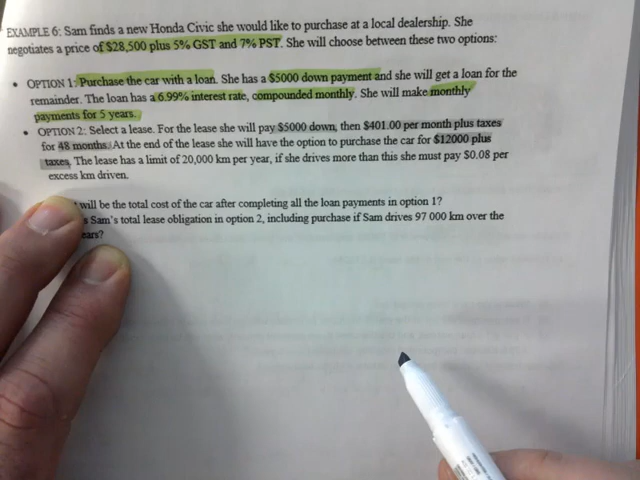 EXAMPLE 6: Sam finds a new Honda Civic she would like to purchase at a local dealership. She
negotiates a price of $28,500 plus 5% GST and 7% PST. She will choose between these two options:
• OPTION 1: Purchase the car with a loan. She has a $5000 down payment and she will get a loan for the
remainder. The loan has a 6.99% interest rate, compounded monthly. She will make monthly
payments for 5 years.
• OPTION 2: Select a lease. For the lease she will pay $5000 down, then $401.00 per month plus taxes
for 48 months. At the end of the lease she will have the option to purchase the car for $12000 plus
taxes. The lease has a limit of 20,000 km per year, if she drives more than this she must pay $0.08 per
excess km driven.
will be the total cost of the car after completing all the loan payments in option 1?
s Sam's total lease obligation in option 2, including purchase if Sam drives 97 000 km over the
ears?